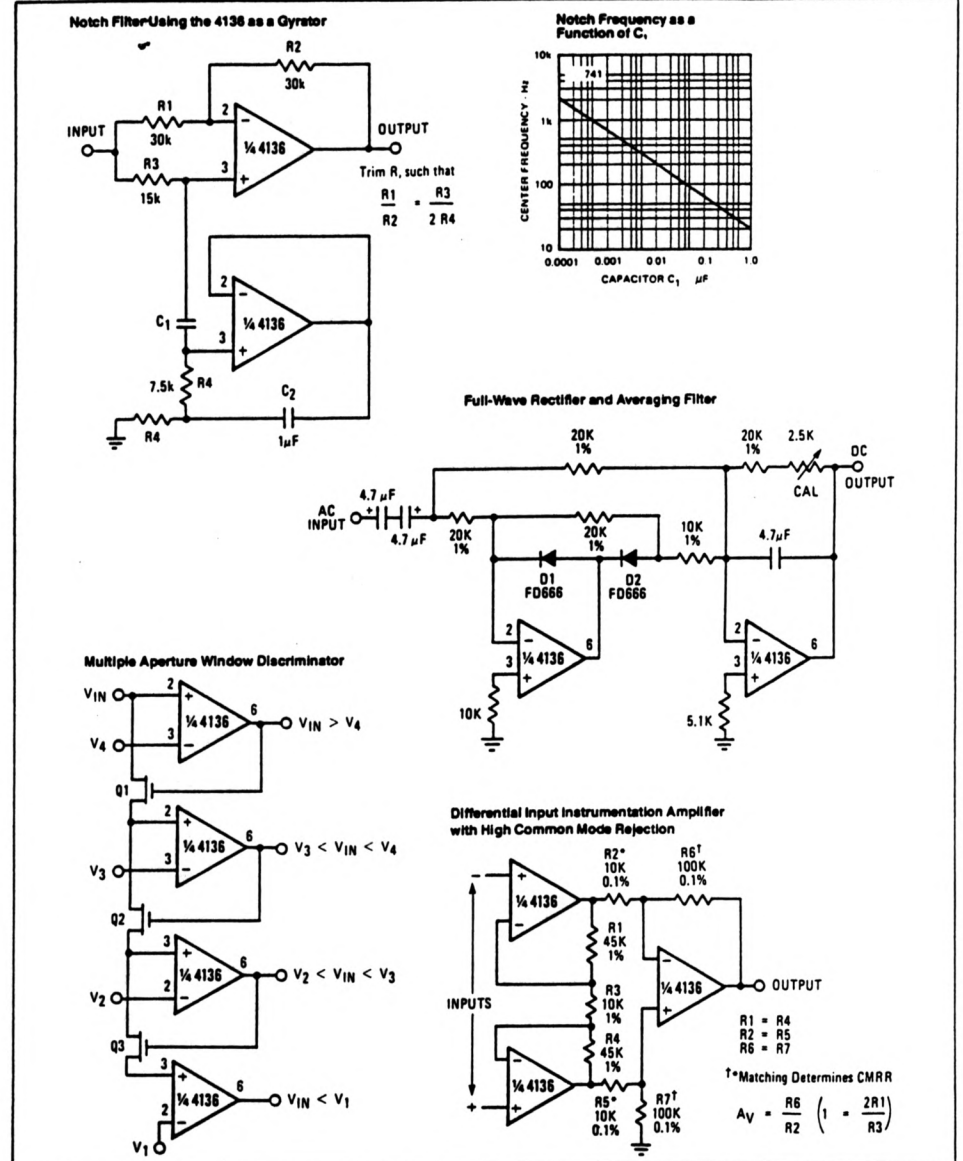 Notch Filter Using the 4136 as a Gyrator
R2
30k
R1
30k
INPUT
2
−
¼ 4136
3
+
OUTPUT
R3
15k
Trim R, such that
R1
R2
=
R3
2 R4
2
−
¼ 4136
3
+
C₁
7.5k
R4
C₂
1µF
R4
Notch Frequency as a
Function of C,
CENTER FREQUENCY - Hz
10k
1k
100
10
741
0.0001
0.001
0 01
0 1
1.0
CAPACITOR C₁ µF
Full-Wave Rectifier and Averaging Filter
20K
1%
20K
1%
2.5K
CAL
DC
OUTPUT
AC
INPUT
4.7 µF
+
+
4.7µF
20K
1%
20K
1%
10K
1%
4.7µF
D1
FD666
D2
FD666
2
−
¼ 4136
3
+
6
10K
2
−
¼ 4136
3
+
6
5.1K
Multiple Aperture Window Discriminator
VIN
2
+
6
¼ 4136
V4
3
−
VIN > V4
Q1
2
+
6
¼ 4136
V3
3
−
V3 < VIN < V4
Q2
3
+
6
¼ 4136
V2
2
−
V2 < VIN < V3
Q3
3
+
6
¼ 4136
2
−
V1
VIN < V1
Differential Input Instrumentation Amplifier
with High Common Mode Rejection
−
+
¼ 4136
−
R2*
10K
0.1%
R6†
100K
0.1%
R1
45K
1%
R3
10K
1%
INPUTS
R4
45K
1%
−
¼ 4136
+
+
R5*
10K
0.1%
R7†
100K
0.1%
−
¼ 4136
+
OUTPUT
R1 = R4
R2 = R5
R6 = R7
†*Matching Determines CMRR
AV = R6/R2 (1 = 2R1/R3)